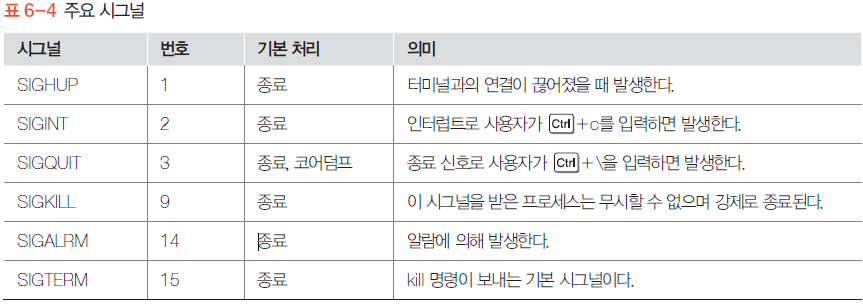 표 6-4 주요 시그널
시그널 번호 기본 처리 의미
SIGHUP 1 종료 터미널과의 연결이 끊어졌을 때 발생한다.
SIGINT 2 종료 인터럽트로 사용자가 Ctrl+c를 입력하면 발생한다.
SIGQUIT 3 종료, 코어덤프 종료 신호로 사용자가 Ctrl+\을 입력하면 발생한다.
SIGKILL 9 종료 이 시그널을 받은 프로세스는 무시할 수 없으며 강제로 종료된다.
SIGALRM 14 종료 알람에 의해 발생한다.
SIGTERM 15 종료 kill 명령이 보내는 기본 시그널이다.